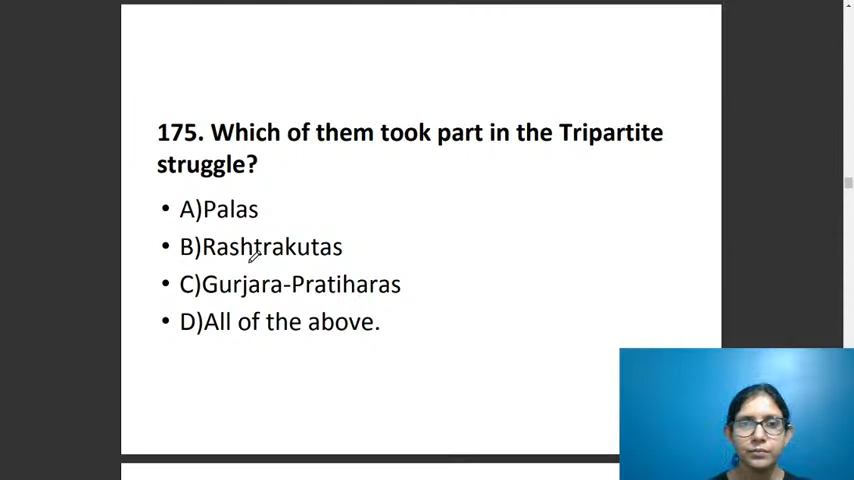 175. Which of them took part in the Tripartite
struggle?
• A)Palas
• B)Rashtrakutas
• C)Gurjara-Pratiharas
• D)All of the above.